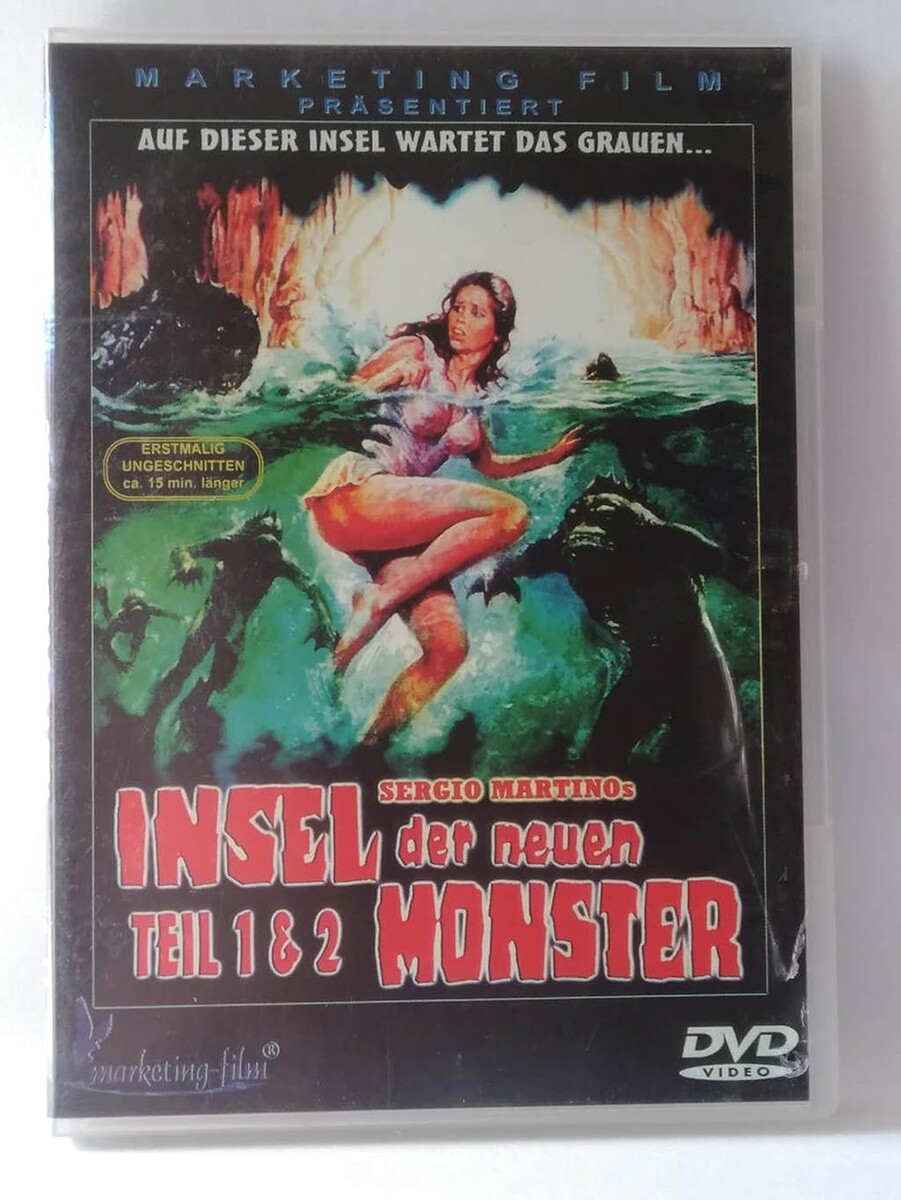 MARKETING FILM
PRÄSENTIERT
AUF DIESER INSEL WARTET DAS GRAUEN...
ERSTMALIG
UNGESCHNITTEN
ca. 15 min. länger
SERGIO MARTINOs
INSEL der neuen
TEIL 1 & 2 MONSTER
marketing-film®
DVD
VIDEO